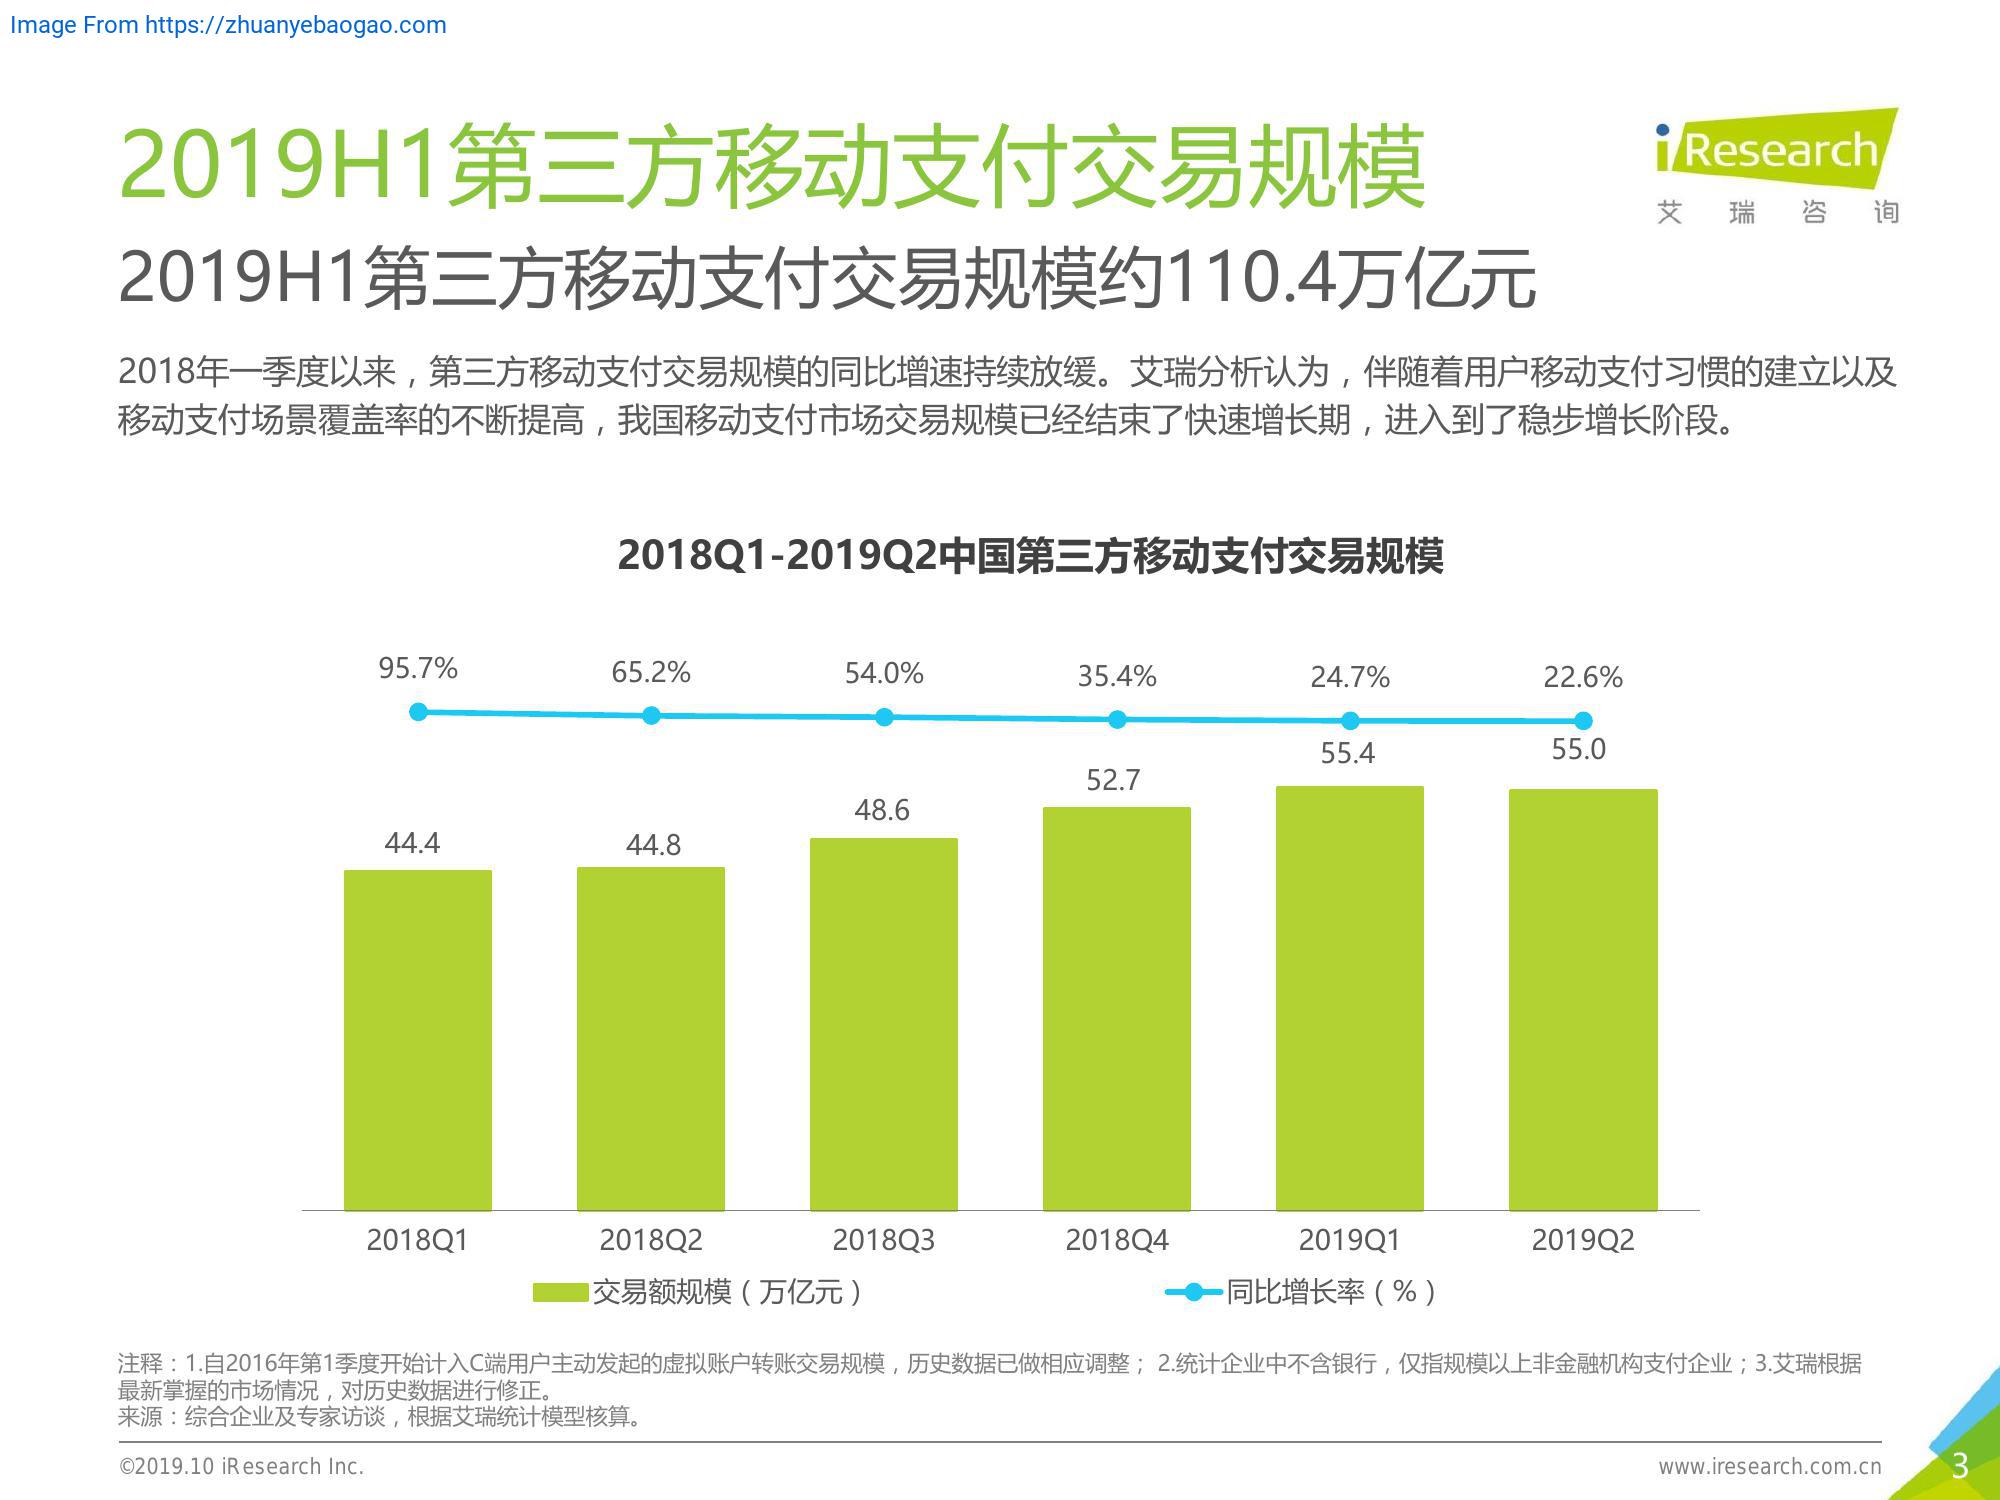 Image From https://zhuanyebaogao.com
2019H1第三方移动支付交易规模
iResearch
艾瑞咨询
2019H1第三方移动支付交易规模约110.4万亿元
2018年一季度以来，第三方移动支付交易规模的同比增速持续放缓。艾瑞分析认为，伴随着用户移动支付习惯的建立以及
移动支付场景覆盖率的不断提高，我国移动支付市场交易规模已经结束了快速增长期，进入到了稳步增长阶段。
2018Q1-2019Q2中国第三方移动支付交易规模
95.7% 65.2% 54.0% 35.4% 24.7% 22.6%
44.4 44.8 48.6 52.7 55.4 55.0
2018Q1 2018Q2 2018Q3 2018Q4 2019Q1 2019Q2
交易额规模（万亿元） 同比增长率（%）
注释：1.自2016年第1季度开始计入C端用户主动发起的虚拟账户转账交易规模，历史数据已做相应调整； 2.统计企业中不含银行，仅指规模以上非金融机构支付企业；3.艾瑞根据
最新掌握的市场情况，对历史数据进行修正。
来源：综合企业及专家访谈，根据艾瑞统计模型核算。
©2019.10 iResearch Inc. www.iresearch.com.cn 3